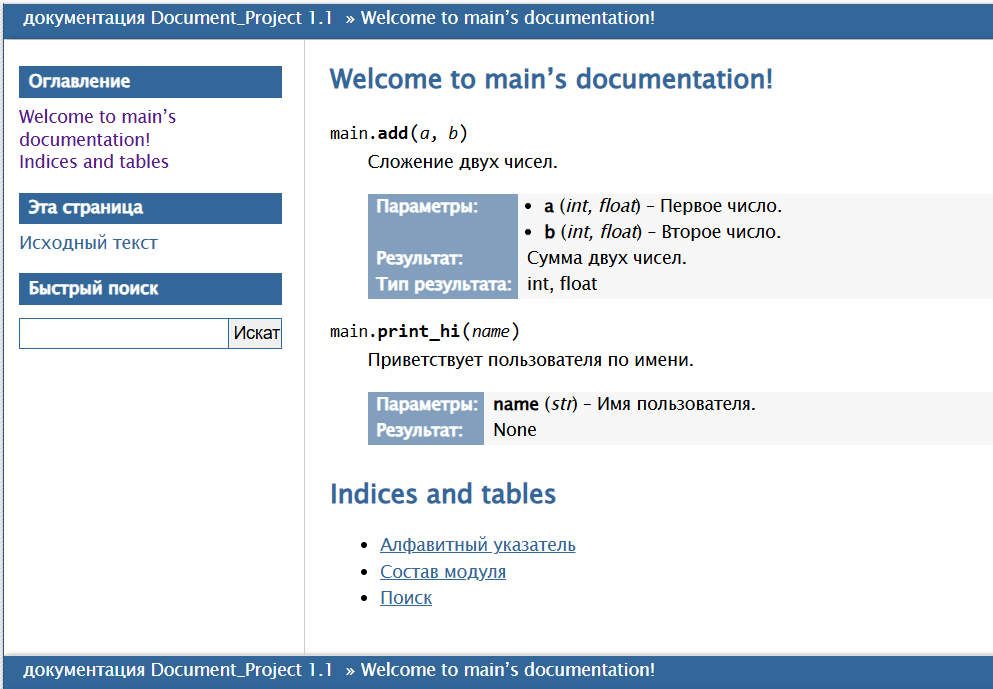 документация Document_Project 1.1 » Welcome to main’s documentation!
Оглавление
Welcome to main’s
documentation!
Indices and tables
Эта страница
Исходный текст
Быстрый поиск
Искат
Welcome to main’s documentation!
main.add(a, b)
Сложение двух чисел.
Параметры: • a (int, float) – Первое число.
• b (int, float) – Второе число.
Результат: Сумма двух чисел.
Тип результата: int, float
main.print_hi(name)
Приветствует пользователя по имени.
Параметры: name (str) – Имя пользователя.
Результат: None
Indices and tables
• Алфавитный указатель
• Состав модуля
• Поиск
документация Document_Project 1.1 » Welcome to main’s documentation!